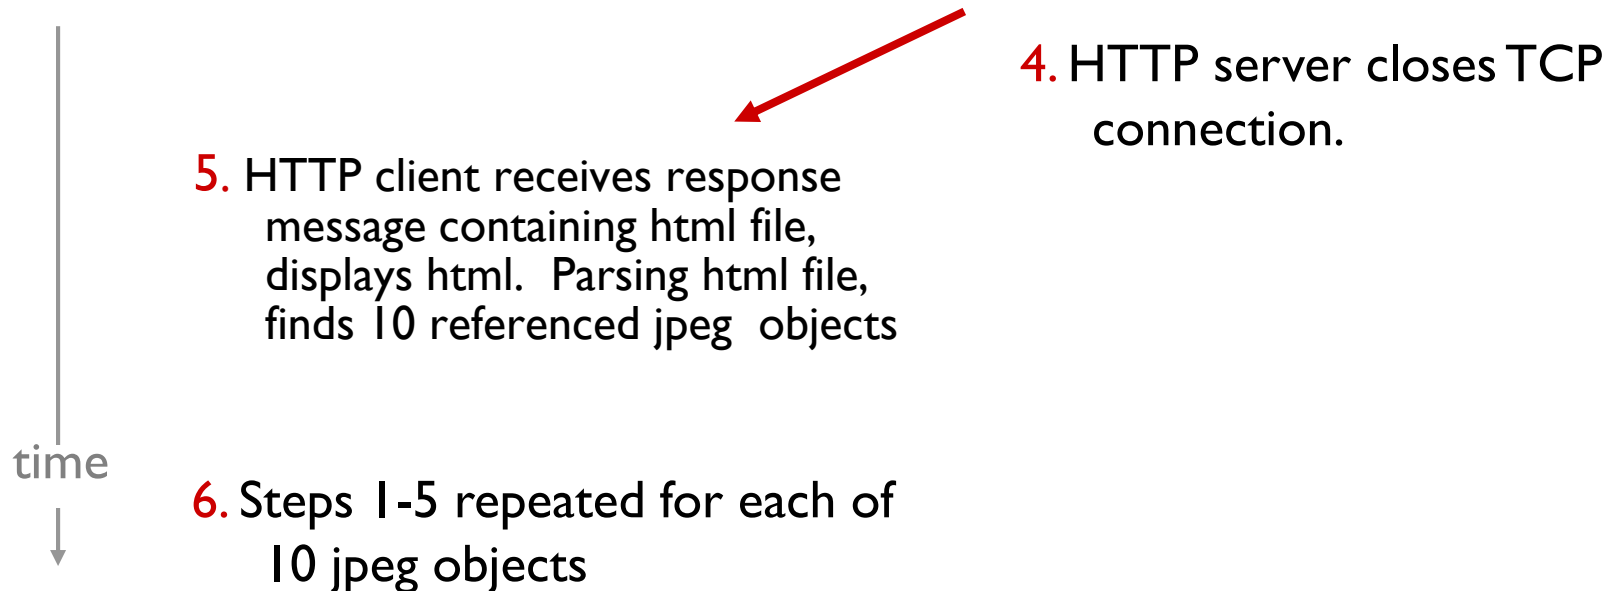 4. HTTP server closes TCP
connection.
5. HTTP client receives response
message containing html file,
displays html.  Parsing html file,
finds 10 referenced jpeg  objects
time
6. Steps 1-5 repeated for each of
10 jpeg objects